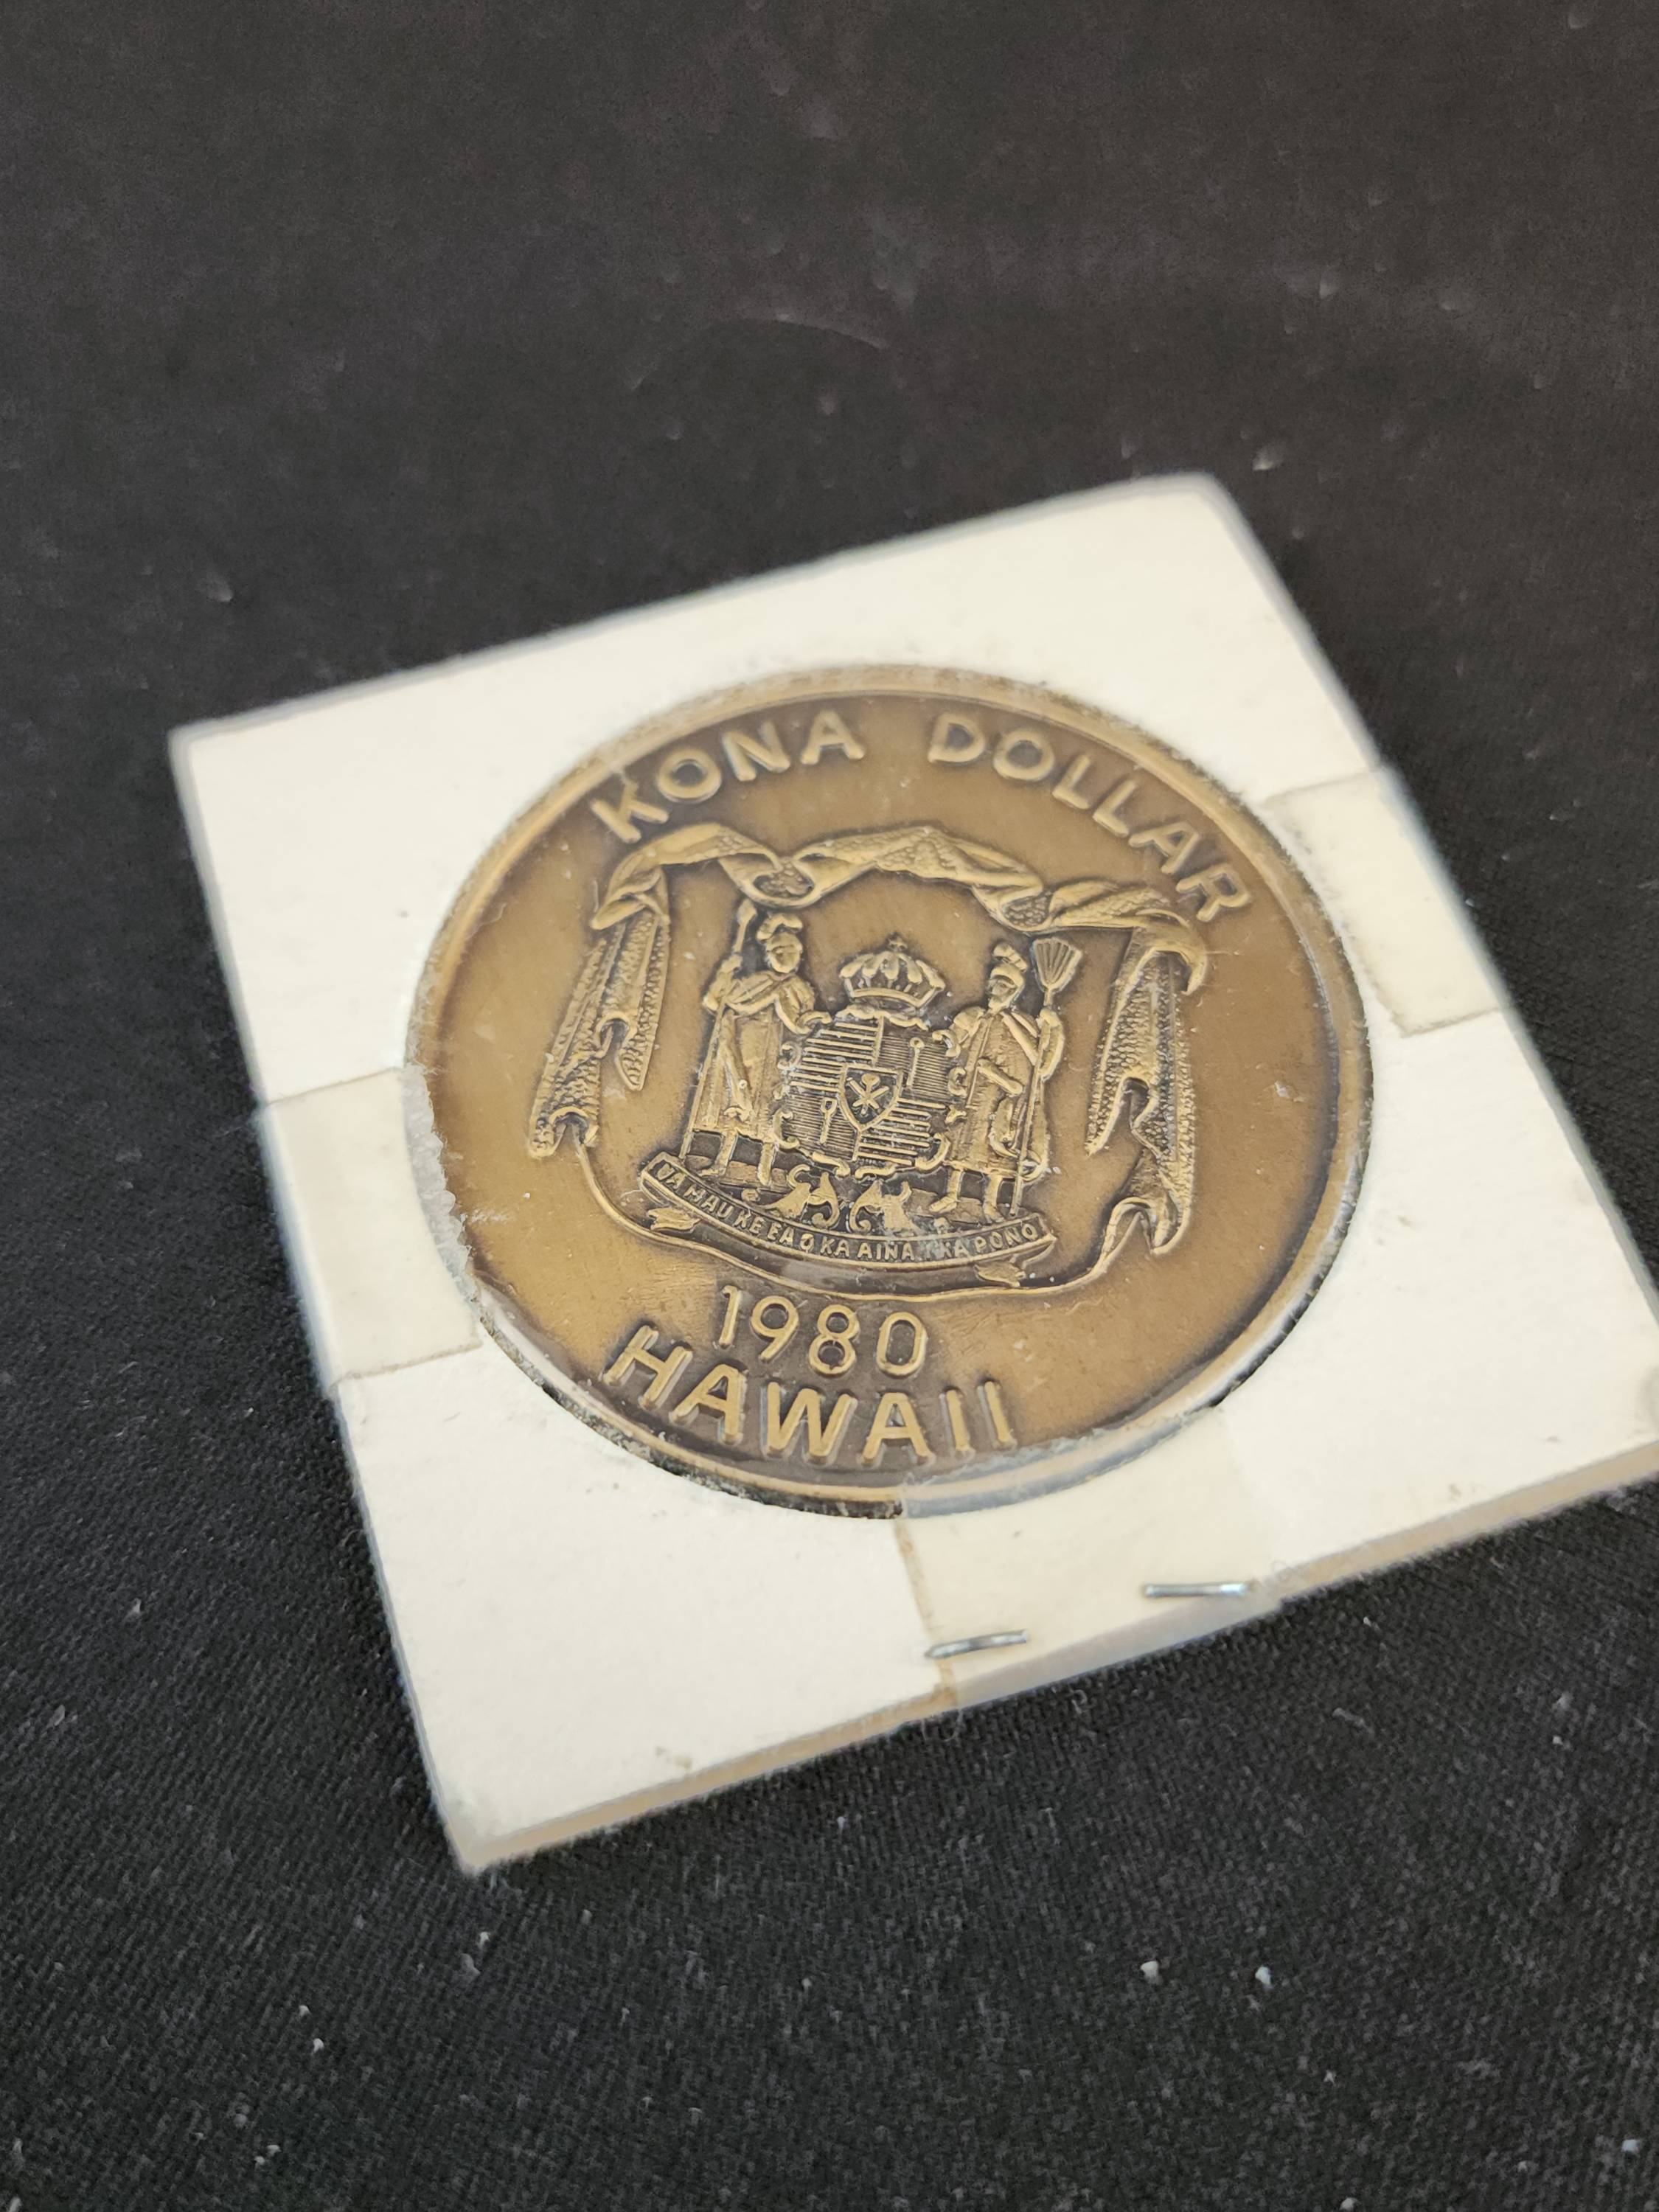 KONA DOLLAR
UA MAU KE EA O KA AINA I KA PONO
1980
HAWAII